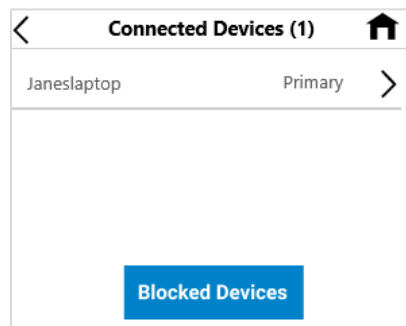 Connected Devices (1)
Janeslaptop Primary
Blocked Devices